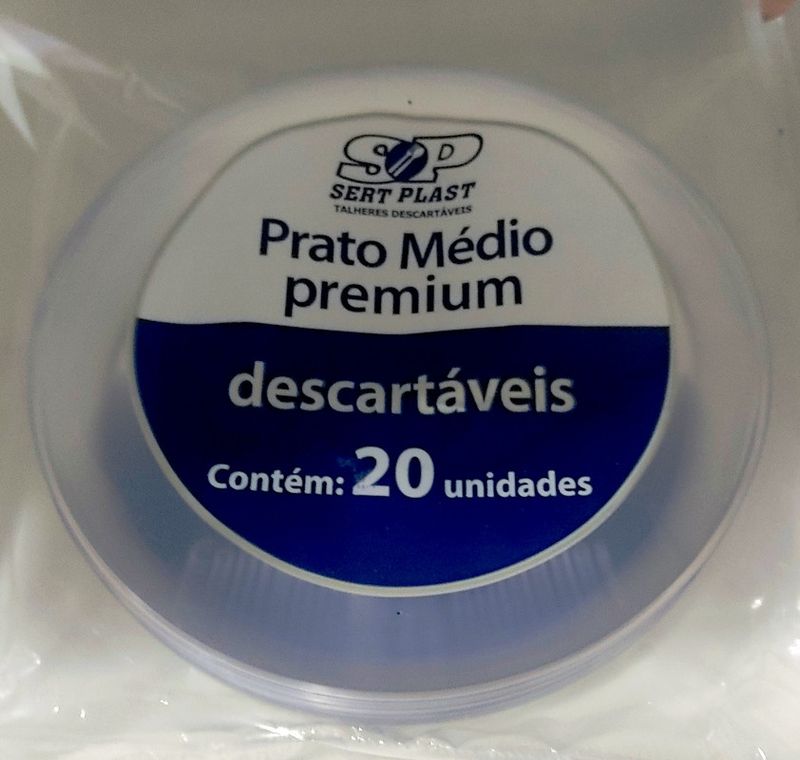 SP
SERT PLAST
TALHERES DESCARTÁVEIS
Prato Médio
premium
descartáveis
Contém: 20 unidades